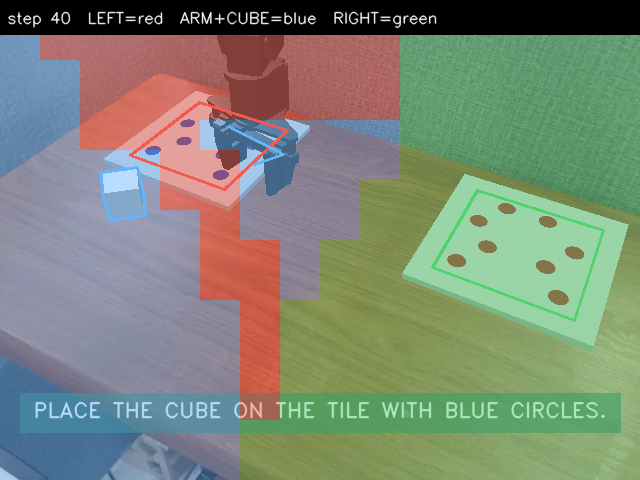 step 40 LEFT=red ARM+CUBE=blue RIGHT=green
PLACE THE CUBE ON THE TILE WITH BLUE CIRCLES.